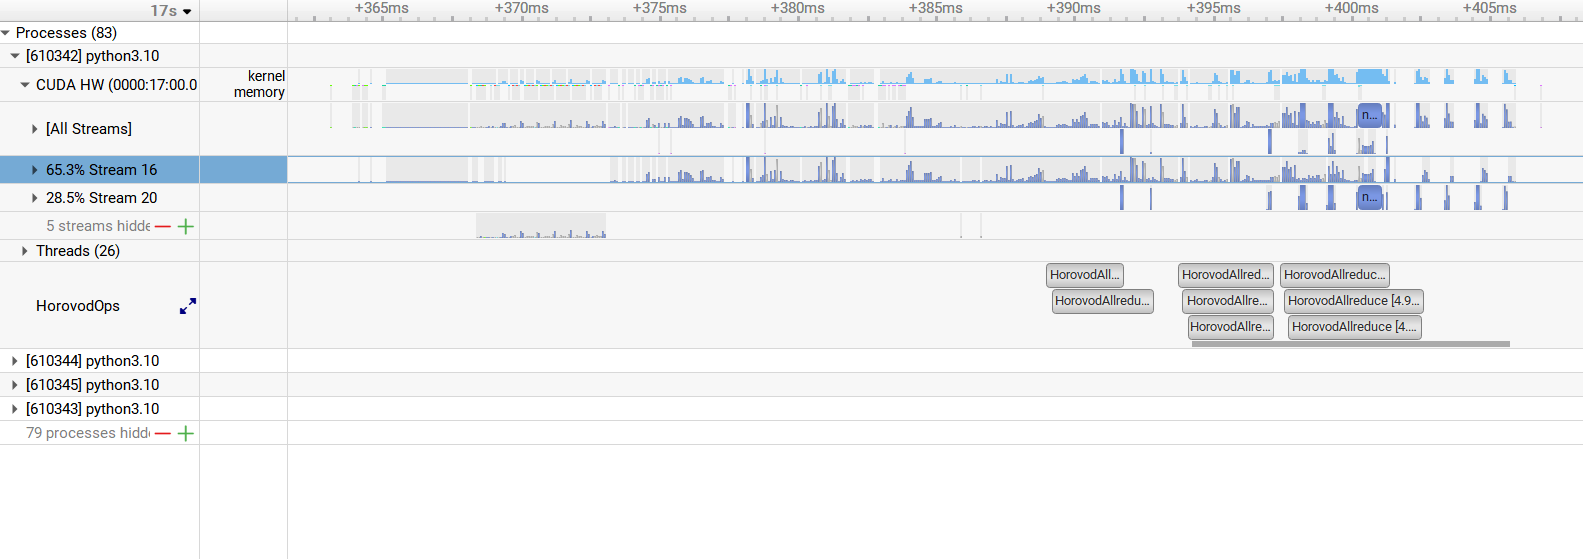 17s +365ms +370ms +375ms +380ms +385ms +390ms +395ms +400ms +405ms
Processes (83)
[610342] python3.10
CUDA HW (0000:17:00.0 kernel
memory
[All Streams] n...
65.3% Stream 16
28.5% Stream 20 n...
5 streams hidde
Threads (26)
HorovodAll... HorovodAllred... HorovodAllreduc...
HorovodOps HorovodAllredu... HorovodAllre... HorovodAllreduce [4.9...
HorovodAllre... HorovodAllreduce [4....
[610344] python3.10
[610345] python3.10
[610343] python3.10
79 processes hidd